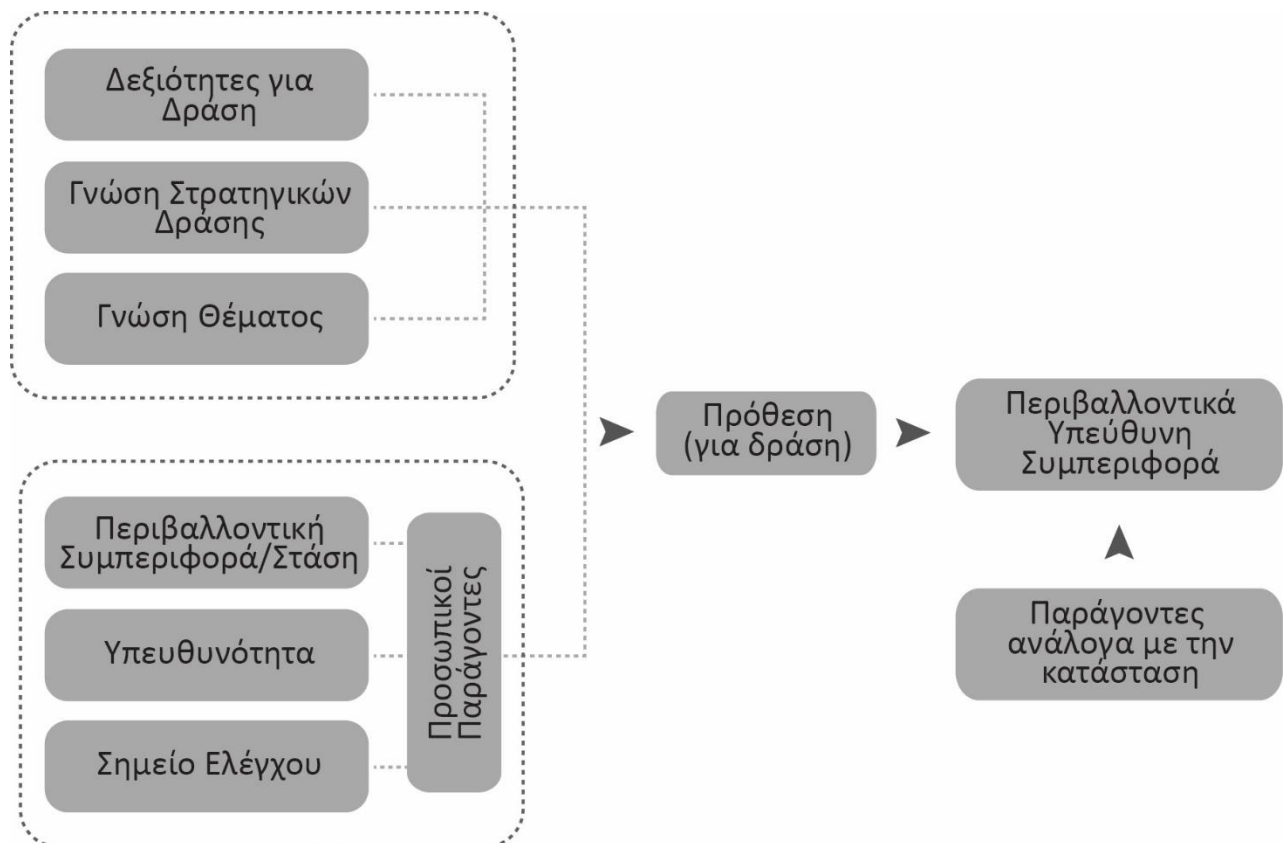 Δεξιότητες για
Δράση
Γνώση Στρατηγικών
Δράσης
Γνώση Θέματος
Περιβαλλοντική
Συμπεριφορά/Στάση
Υπευθυνότητα
Σημείο Ελέγχου
Προσωπικοί
Παράγοντες
Πρόθεση
(για δράση)
Περιβαλλοντικά
Υπεύθυνη
Συμπεριφορά
Παράγοντες
ανάλογα με την
κατάσταση